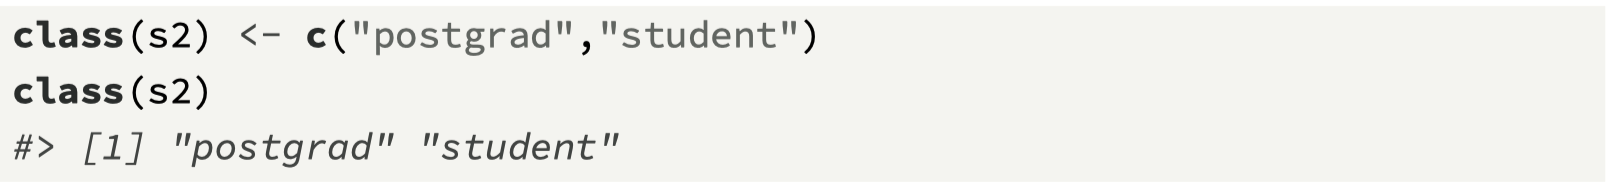 class(s2) <- c("postgrad","student")
class(s2)
#> [1] "postgrad" "student"